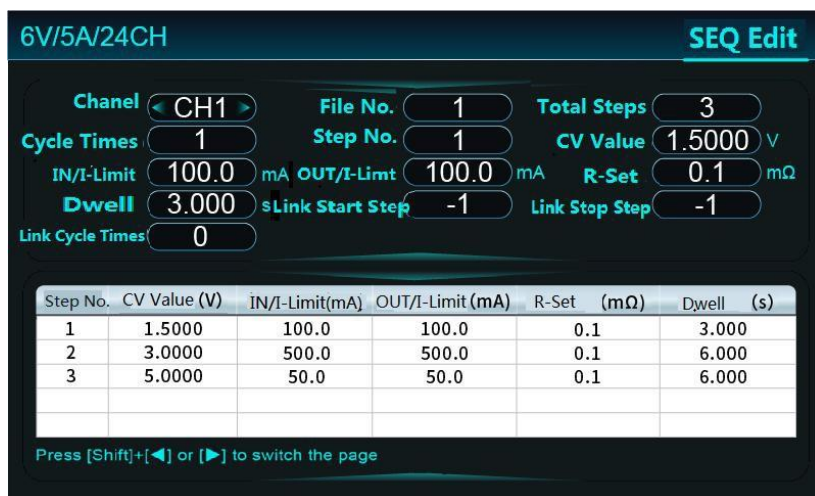 6V/5A/24CH SEQ Edit
Chanel CH1 File No. 1 Total Steps 3
Cycle Times 1 Step No. 1 CV Value 1.5000 V
IN/I-Limit 100.0 mA OUT/I-Limt 100.0 mA R-Set 0.1 mΩ
Dwell 3.000 s Link Start Step -1 Link Stop Step -1
Link Cycle Times 0
Step No. CV Value (V) IN/I-Limit(mA) OUT/I-Limit (mA) R-Set (mΩ) Dwell (s)
1 1.5000 100.0 100.0 0.1 3.000
2 3.0000 500.0 500.0 0.1 6.000
3 5.0000 50.0 50.0 0.1 6.000
Press [Shift]+[◀] or [▶] to switch the page